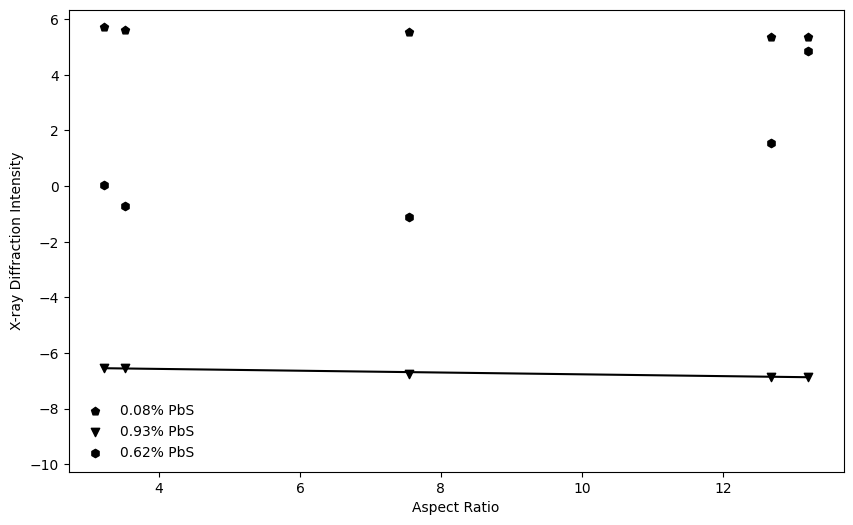 6
4
2
0
−2
−4
−6
−8
−10
X-ray Diffraction Intensity
0.08% PbS
0.93% PbS
0.62% PbS
4 6 8 10 12
Aspect Ratio